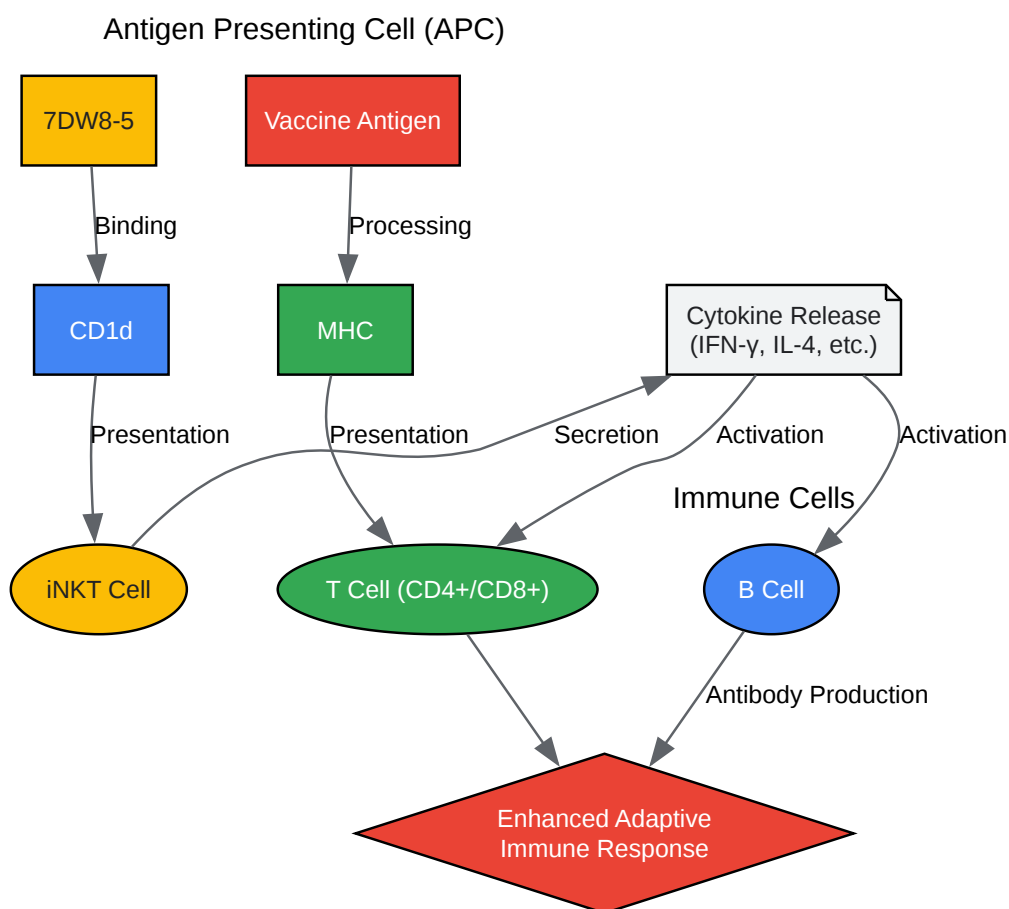 Antigen Presenting Cell (APC)
7DW8-5
Vaccine Antigen
Binding
Processing
CD1d
MHC
Cytokine Release
(IFN-γ, IL-4, etc.)
Presentation
Presentation
Secretion
Activation
Activation
Immune Cells
iNKT Cell
T Cell (CD4+/CD8+)
B Cell
Antibody Production
Enhanced Adaptive
Immune Response